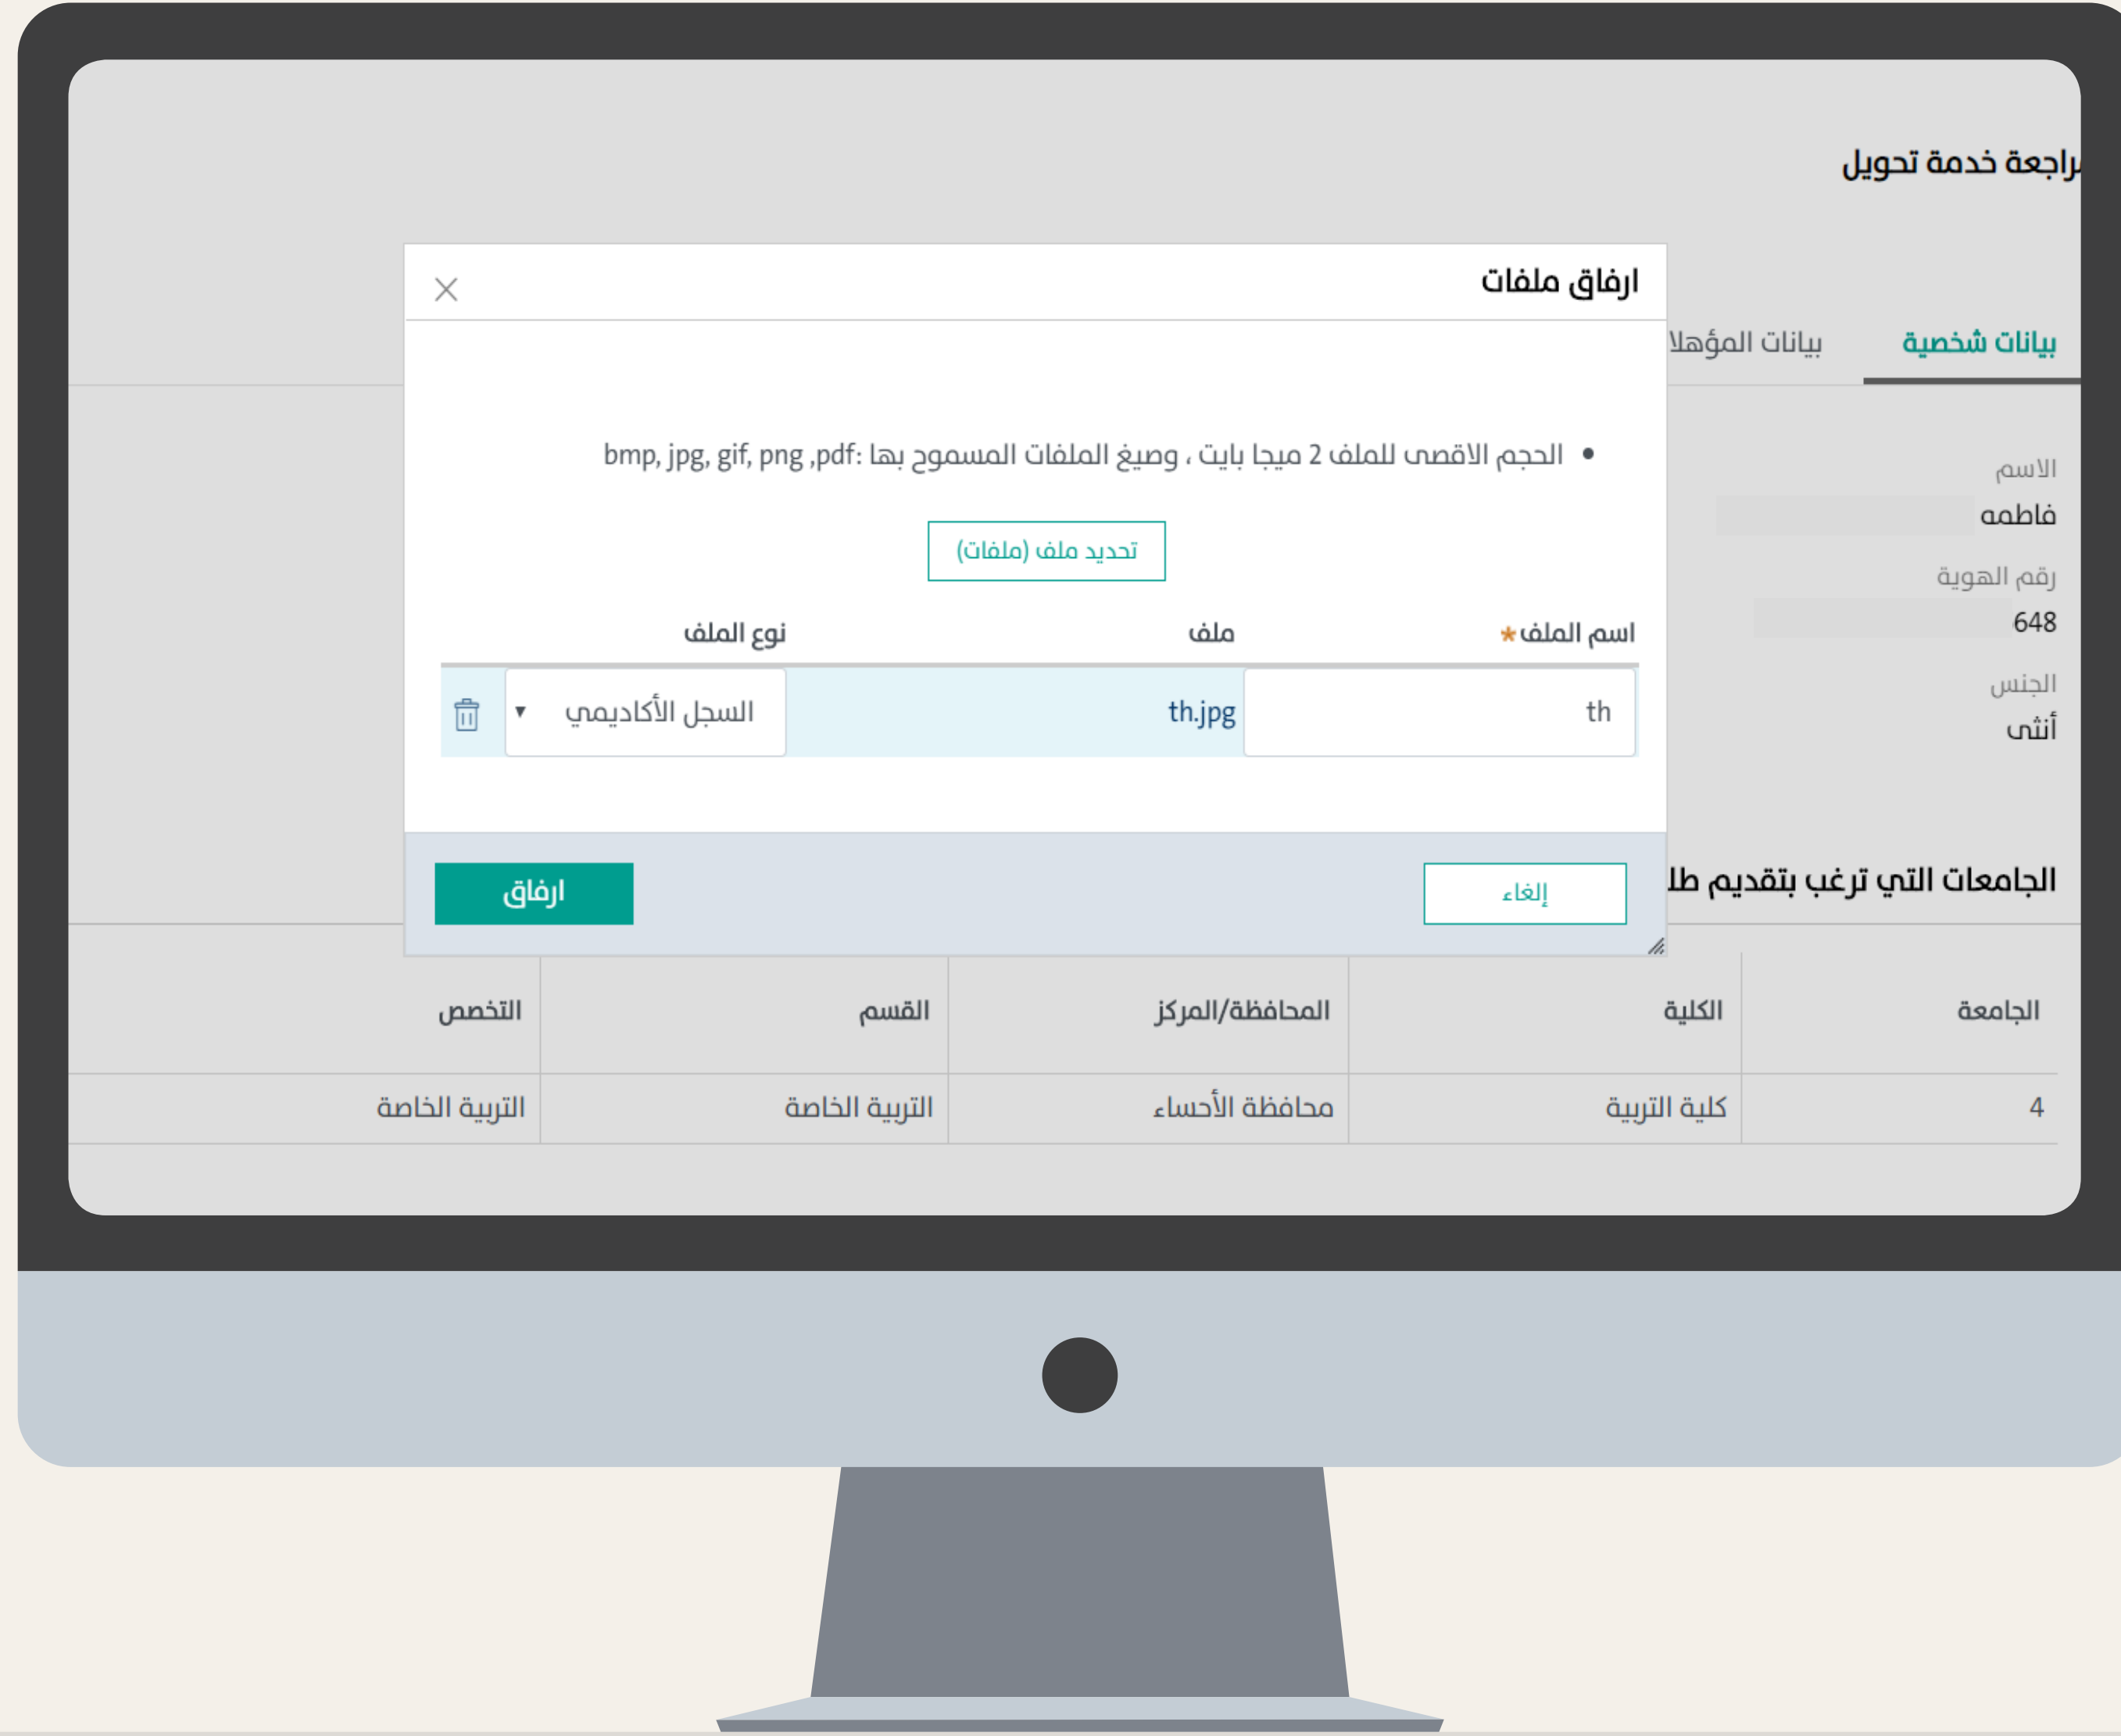 مراجعة خدمة تحويل
ارفاق ملفات
بيانات شخصية
بيانات المؤهلا
الحجم الاقصى للملف 2 ميجا بايت ، وصيغ الملفات المسموح بها :bmp, jpg, gif, png ,pdf
تحديد ملف (ملفات)
اسم الملف* ملف نوع الملف
th th.jpg السجل الأكاديمي
إلغاء ارفاق
الاسم
فاطمه
رقم الهوية
648
الجنس
أنثى
الجامعات التي ترغب بتقديم طل
الجامعة الكلية المحافظة/المركز القسم التخصص
4 كلية التربية محافظة الأحساء التربية الخاصة التربية الخاصة